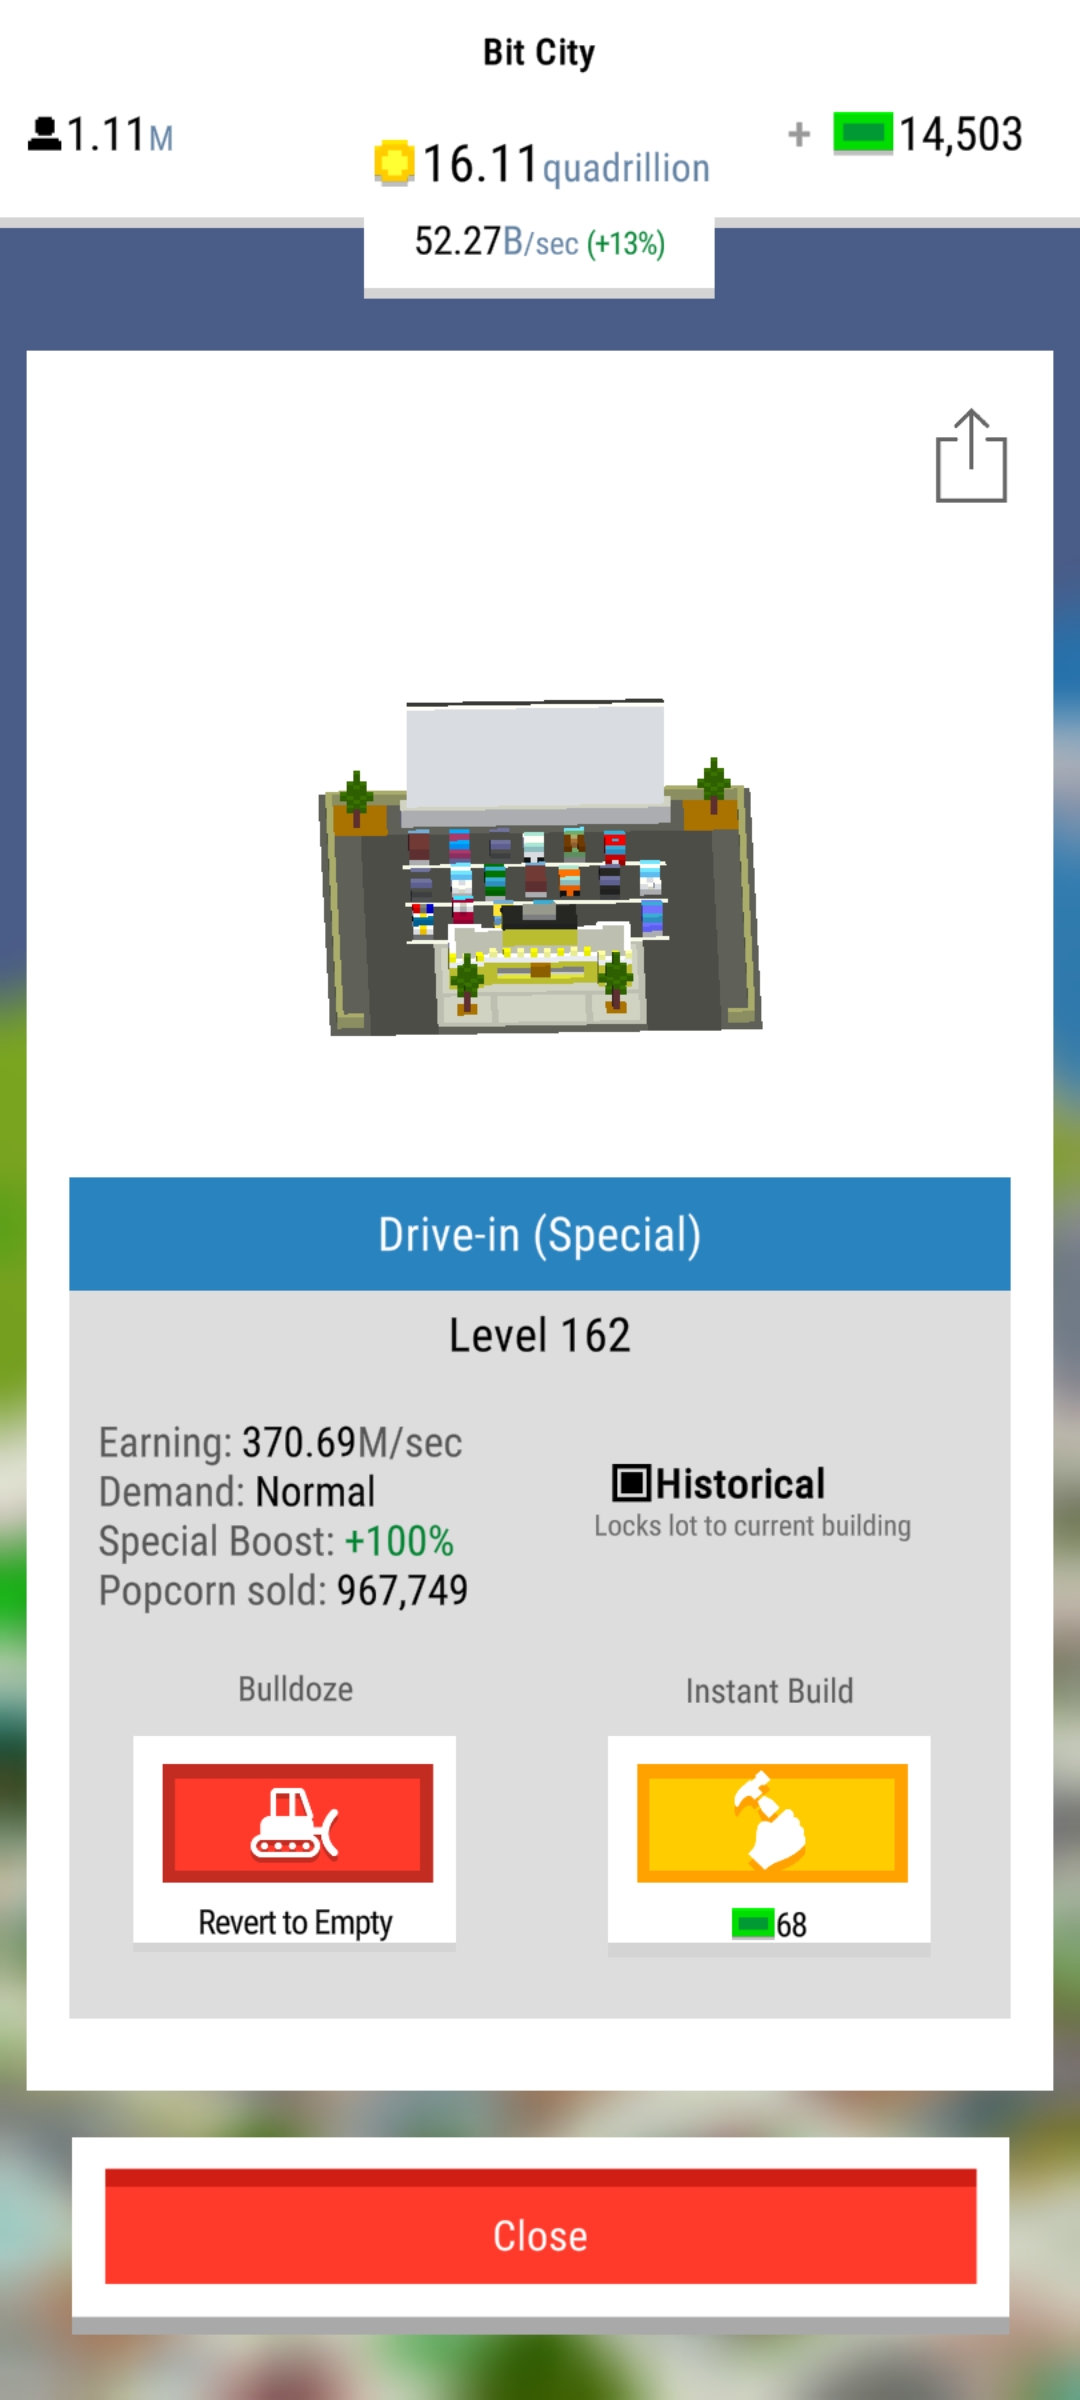 Bit City
1.11M
16.11quadrillion
+ 14,503
52.27B/sec (+13%)
Drive-in (Special)
Level 162
Earning: 370.69M/sec
Demand: Normal
Special Boost: +100%
Popcorn sold: 967,749
Historical
Locks lot to current building
Bulldoze
Instant Build
Revert to Empty
68
Close